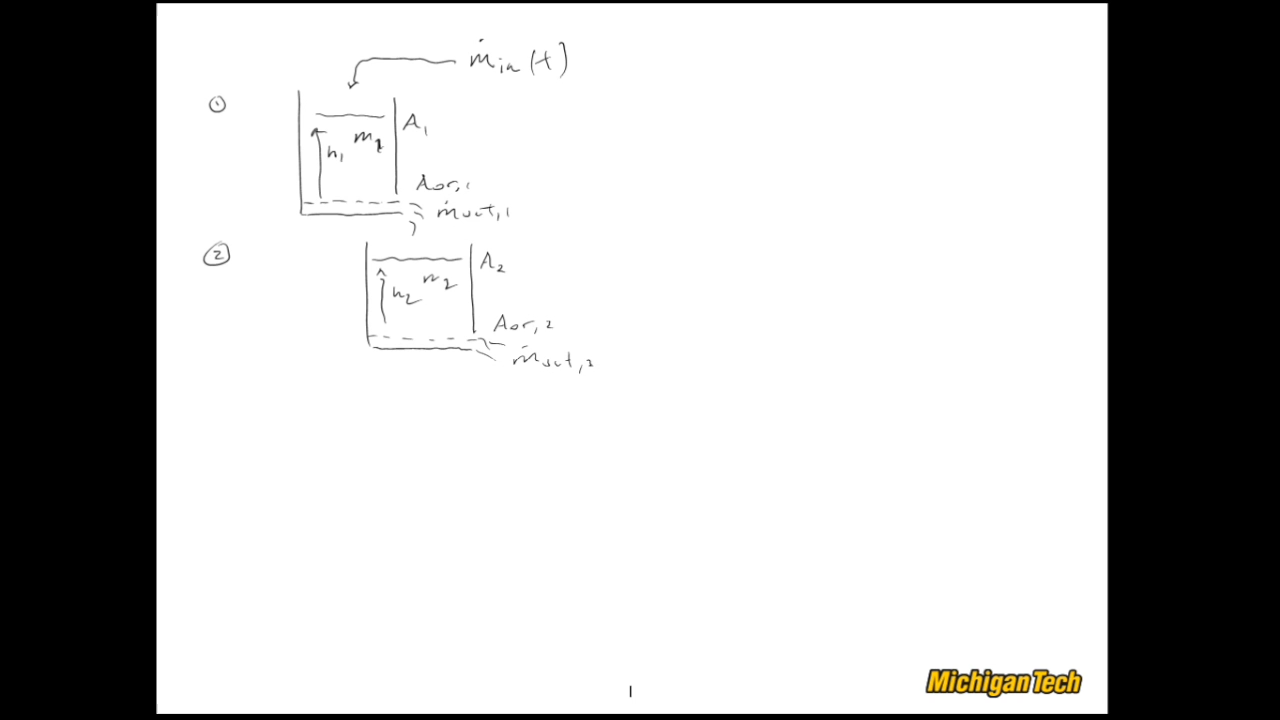 ṁin (t)
①
A₁
m₁
h₁
Aor,₁
ṁout,1
②
A₂
m₂
h₂
Aor,2
ṁout,2
Michigan Tech
1